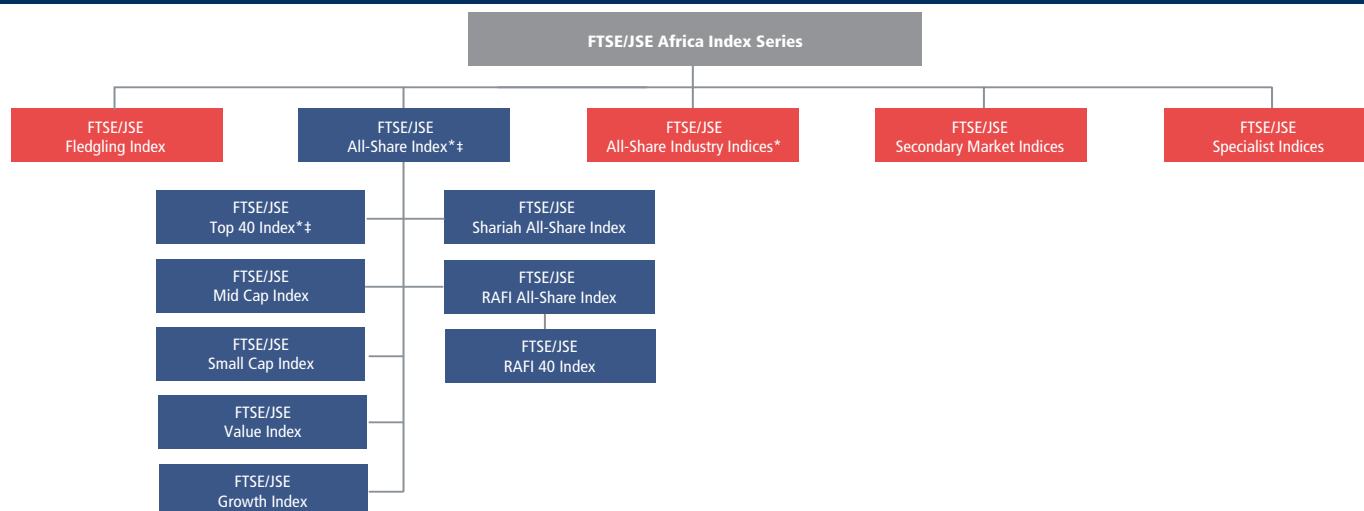 FTSE/JSE Africa Index Series
FTSE/JSE
Fledgling Index
FTSE/JSE
All-Share Index*‡
FTSE/JSE
All-Share Industry Indices*
FTSE/JSE
Secondary Market Indices
FTSE/JSE
Specialist Indices
FTSE/JSE
Top 40 Index*‡
FTSE/JSE
Shariah All-Share Index
FTSE/JSE
Mid Cap Index
FTSE/JSE
RAFI All-Share Index
FTSE/JSE
Small Cap Index
FTSE/JSE
RAFI 40 Index
FTSE/JSE
Value Index
FTSE/JSE
Growth Index